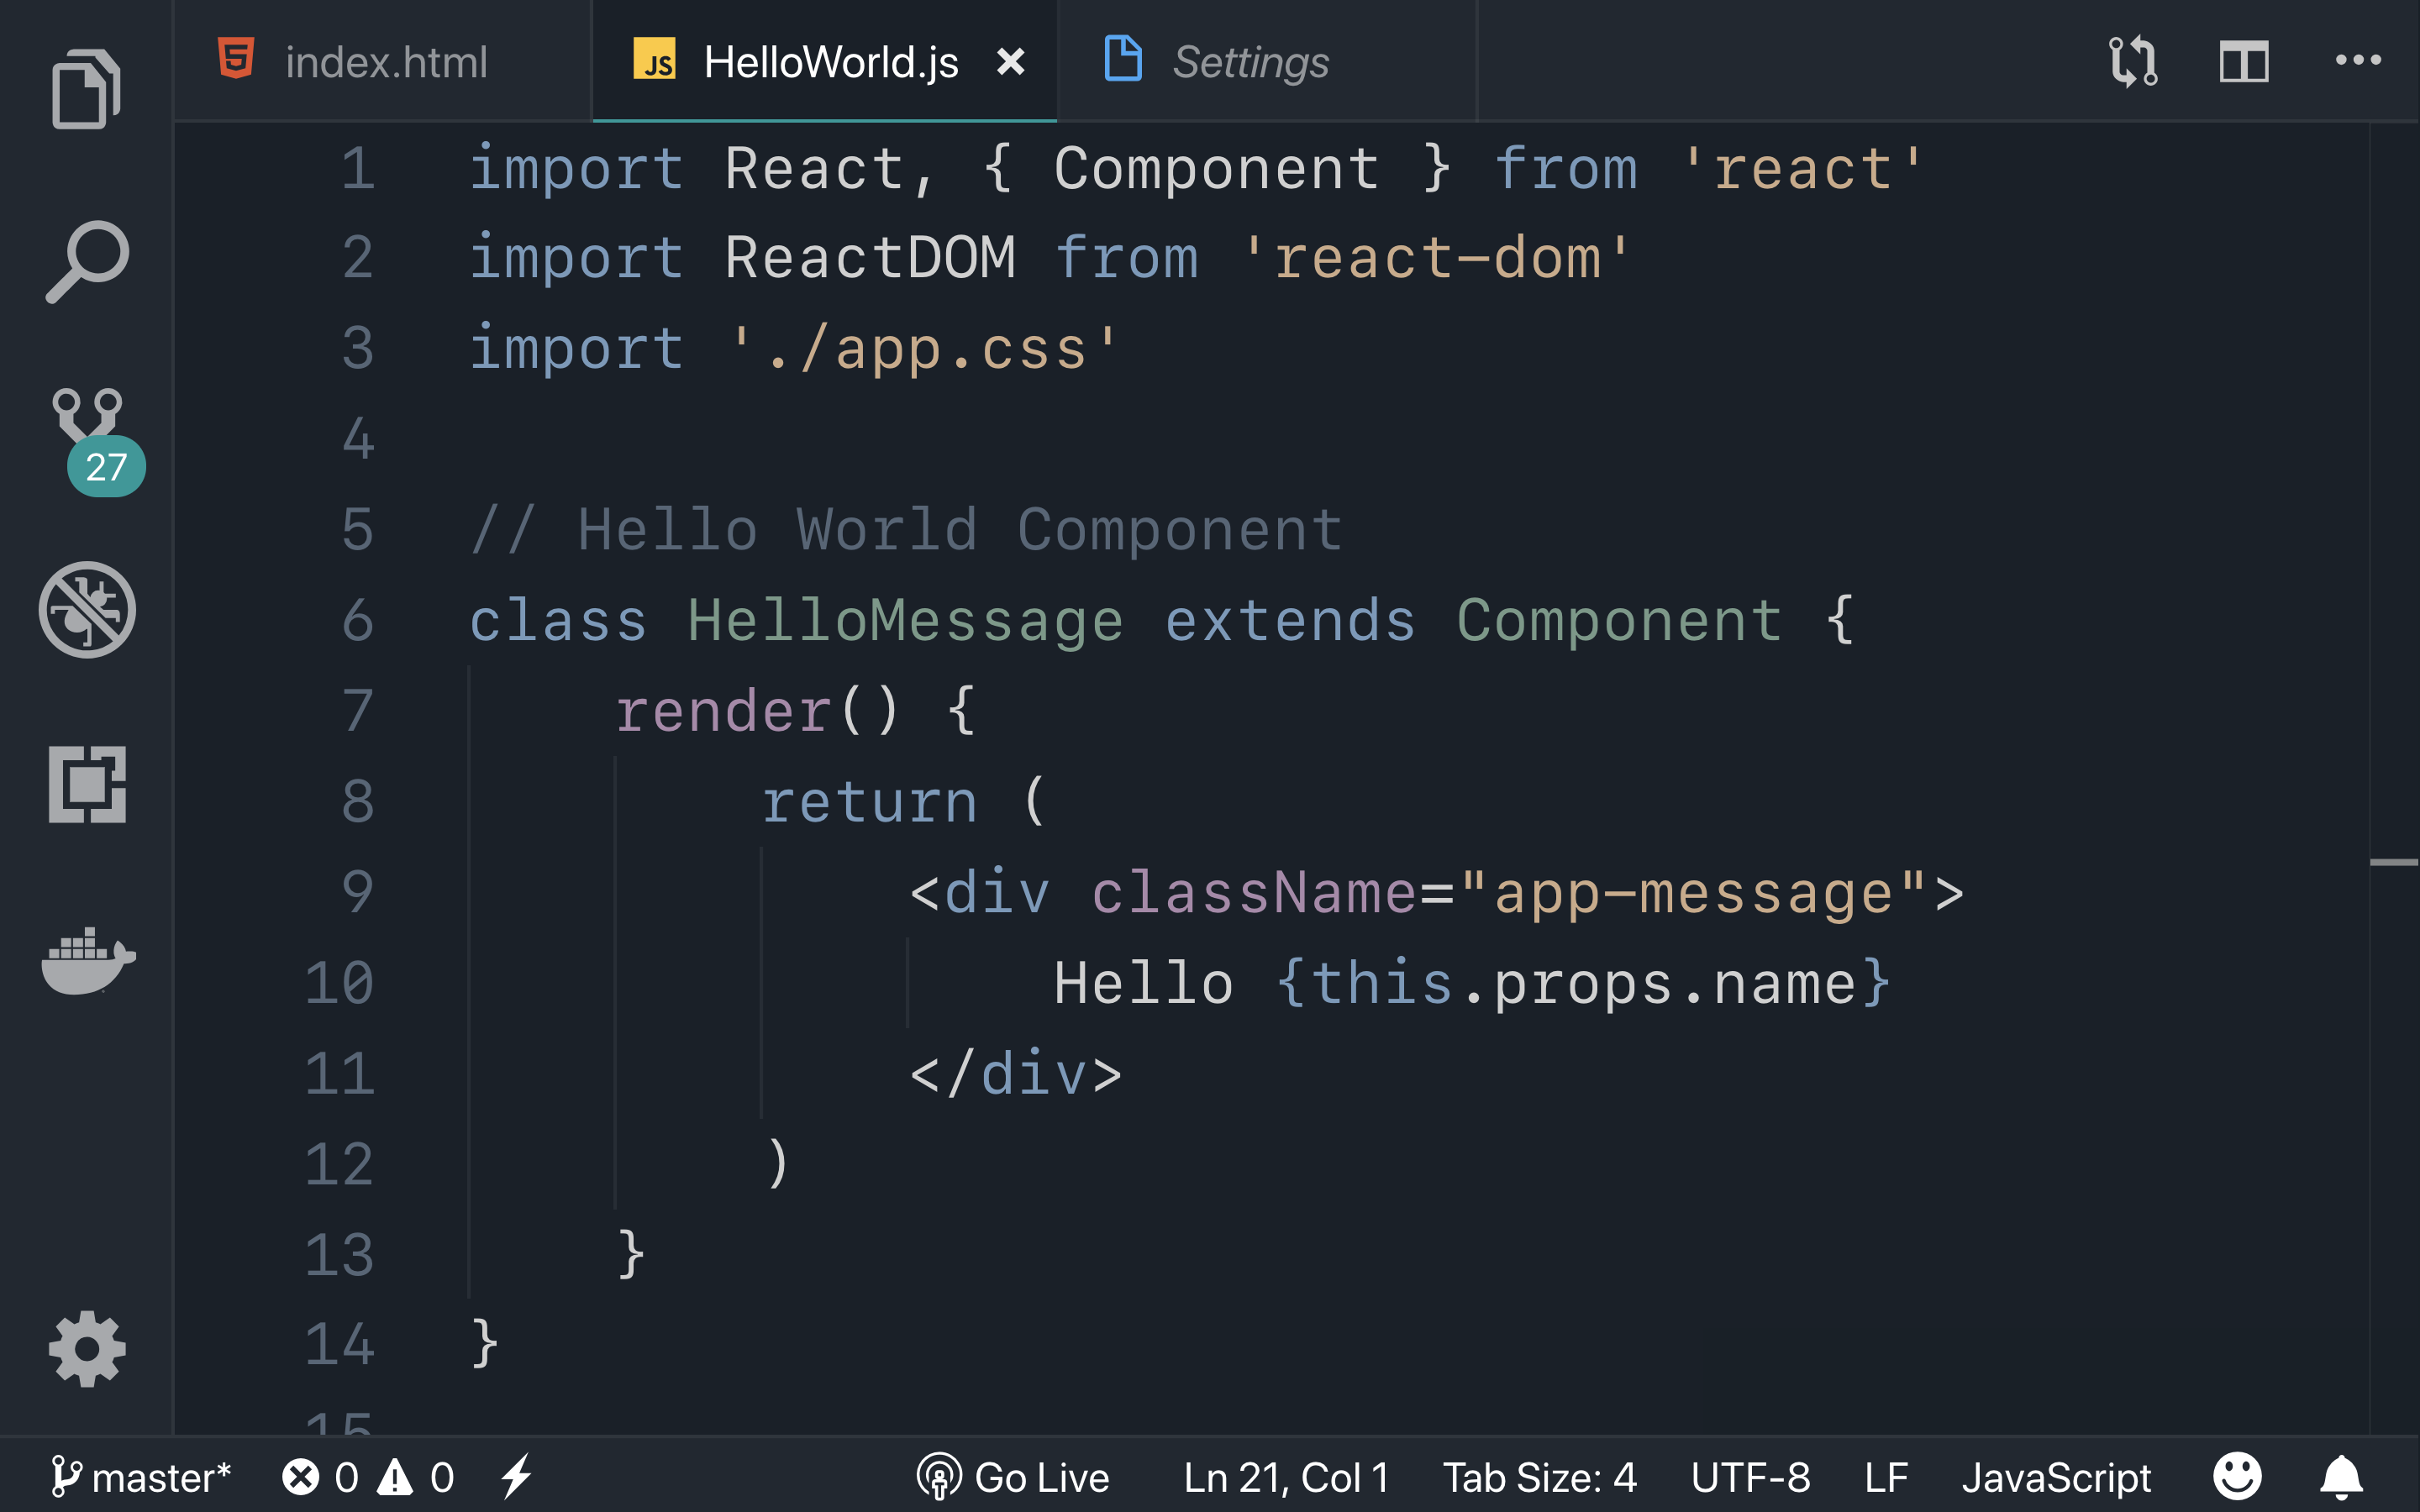 index.html JS HelloWorld.js Settings
1 import React, { Component } from 'react'
2 import ReactDOM from 'react-dom'
3 import './app.css'
4
27
5 // Hello World Component
6 class HelloMessage extends Component {
7     render() {
8         return (
9             <div className="app-message">
10                 Hello {this.props.name}
11             </div>
12         )
13     }
14 }
15
master* 0 0 Go Live Ln 21, Col 1 Tab Size: 4 UTF-8 LF JavaScript